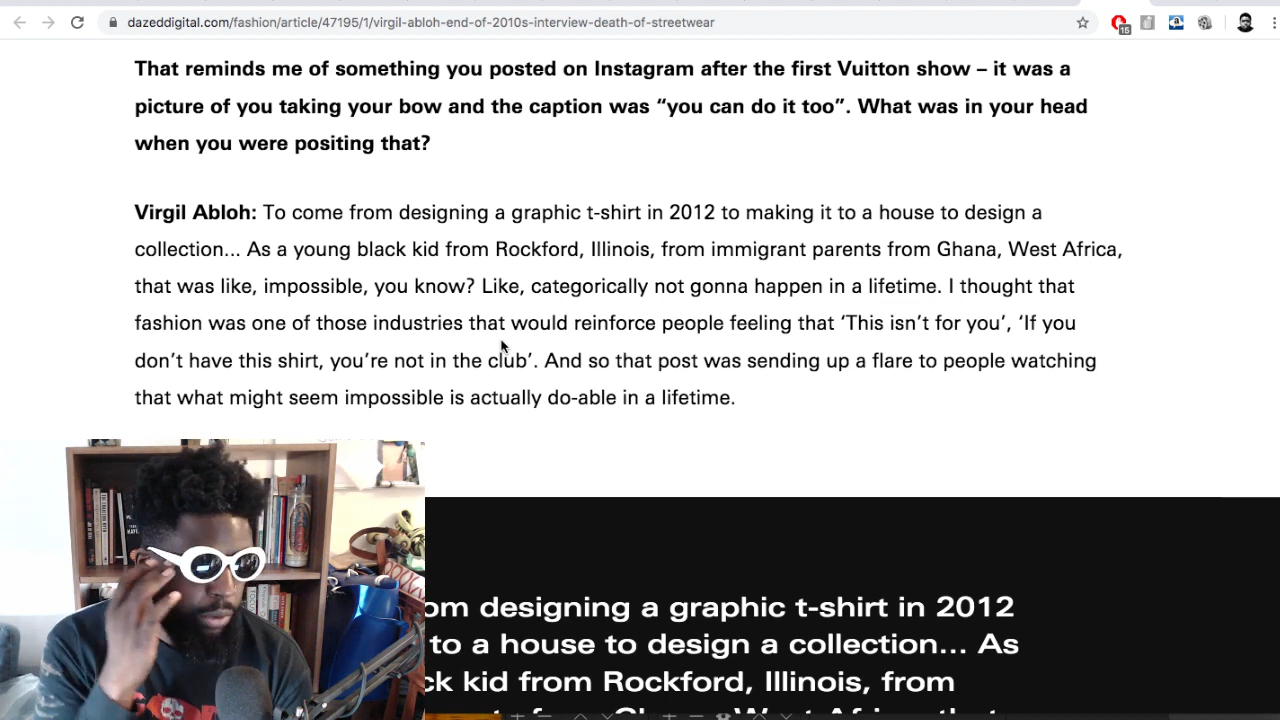 dazeddigital.com/fashion/article/47195/1/virgil-abloh-end-of-2010s-interview-death-of-streetwear
15
That reminds me of something you posted on Instagram after the first Vuitton show – it was a
picture of you taking your bow and the caption was “you can do it too”. What was in your head
when you were positing that?
Virgil Abloh: To come from designing a graphic t-shirt in 2012 to making it to a house to design a
collection... As a young black kid from Rockford, Illinois, from immigrant parents from Ghana, West Africa,
that was like, impossible, you know? Like, categorically not gonna happen in a lifetime. I thought that
fashion was one of those industries that would reinforce people feeling that ‘This isn’t for you’, ‘If you
don’t have this shirt, you’re not in the club’. And so that post was sending up a flare to people watching
that what might seem impossible is actually do-able in a lifetime.
om designing a graphic t-shirt in 2012
to a house to design a collection... As
ck kid from Rockford, Illinois, from